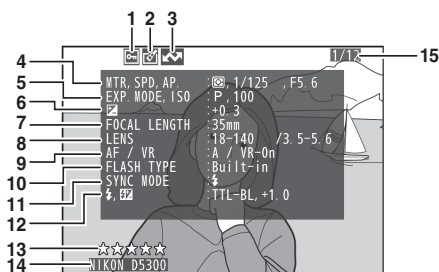 1 2 3
1/12 15
4 MTR, SPD, AP. : 1/125 , F5.6
5 EXP. MODE, ISO : P, 100
6 : +0.3
7 FOCAL LENGTH : 35mm
8 LENS : 18-140 /3.5-5.6
9 AF / VR : A / VR-On
10 FLASH TYPE : Built-in
11 SYNC MODE :
12 , : TTL-BL, +1.0
13
14 NIKON D5300